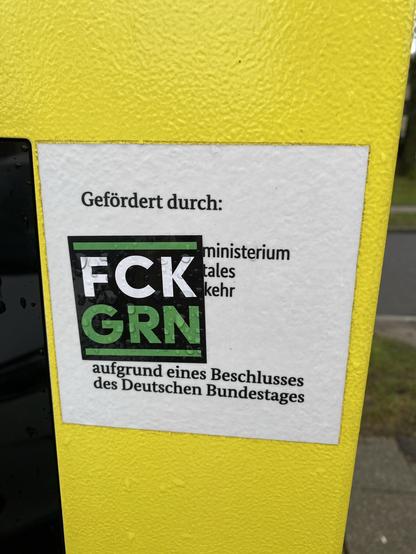 Gefördert durch:
ministerium
tales
kehr
FCK
GRN
aufgrund eines Beschlusses
des Deutschen Bundestages